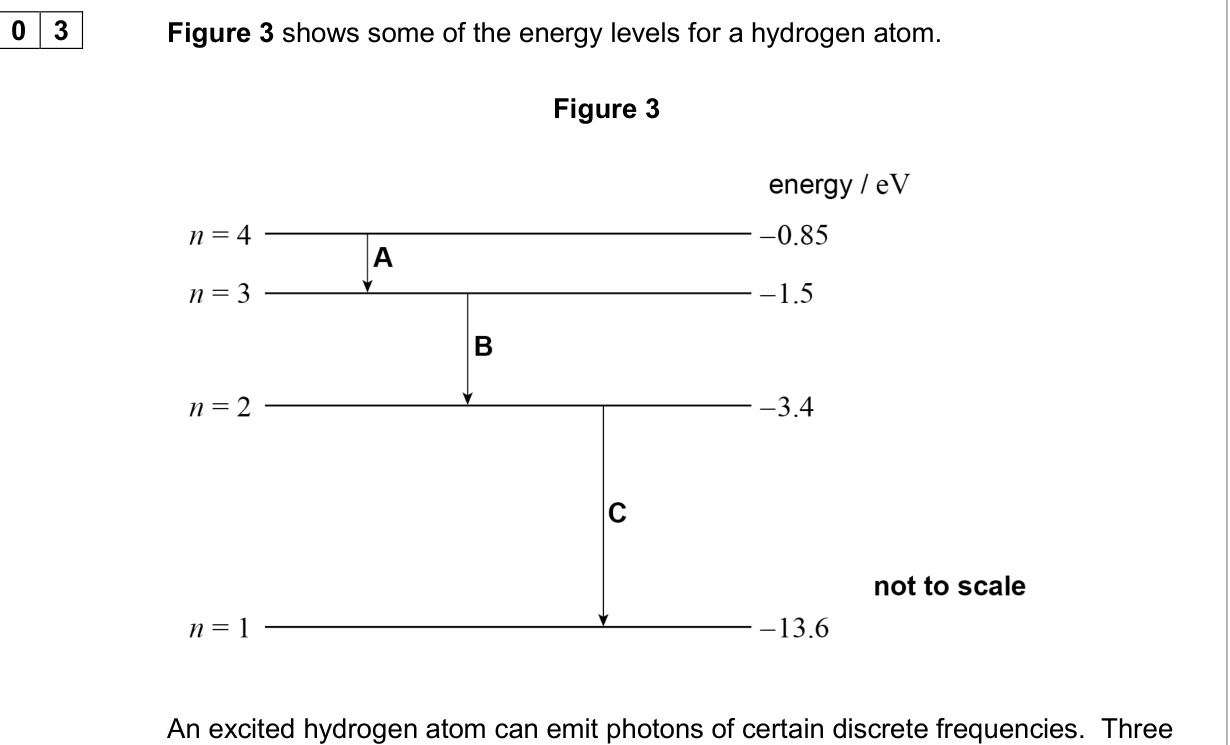 0 3 Figure 3 shows some of the energy levels for a hydrogen atom.
Figure 3
energy / eV
n = 4 –0.85
A
n = 3 –1.5
B
n = 2 –3.4
C
not to scale
n = 1 –13.6
An excited hydrogen atom can emit photons of certain discrete frequencies. Three